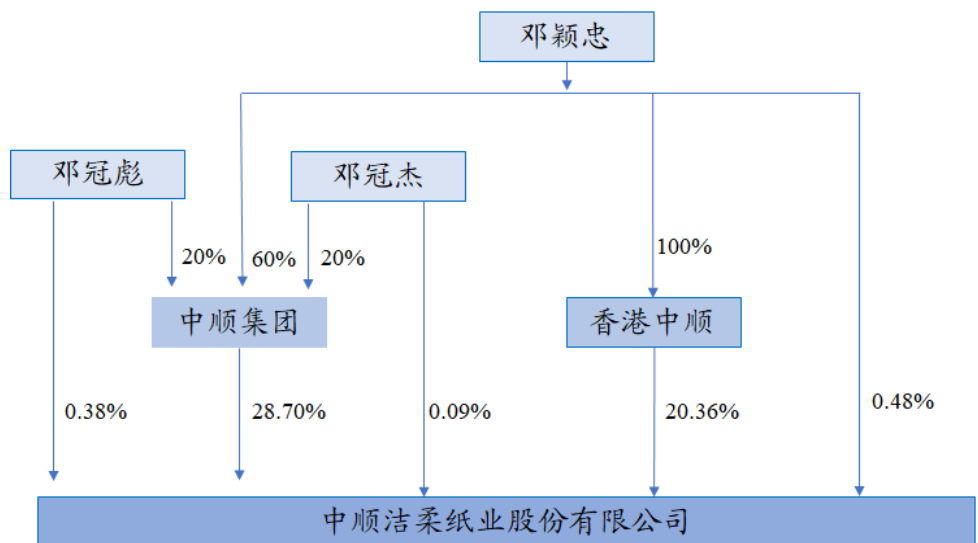 邓颖忠
邓冠彪
邓冠杰
20%
60%
20%
100%
中顺集团
香港中顺
0.38%
28.70%
0.09%
20.36%
0.48%
中顺洁柔纸业股份有限公司